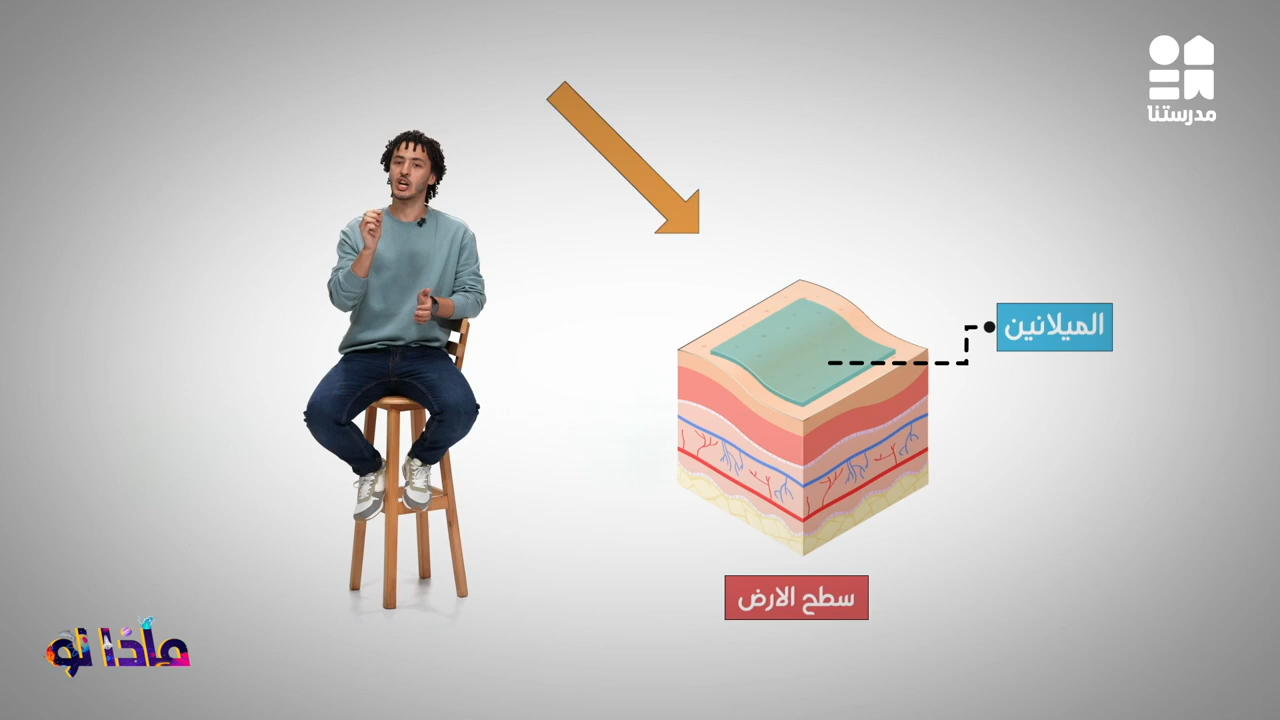 مدرستنا
الميلانين
سطح الارض
ماذا لو